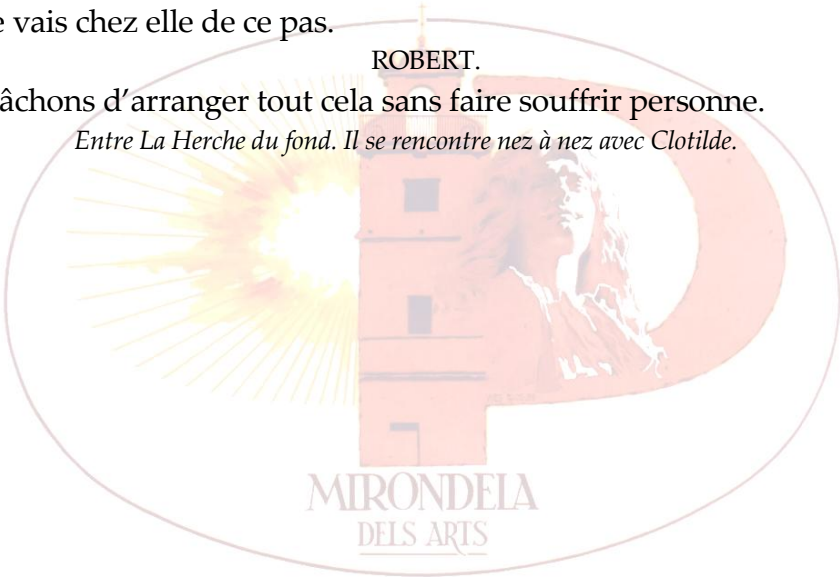 e vais chez elle de ce pas.
ROBERT.
âchons d’arranger tout cela sans faire souffrir personne.
Entre La Herche du fond. Il se rencontre nez à nez avec Clotilde.
MIRONDELA
DELS ARTS